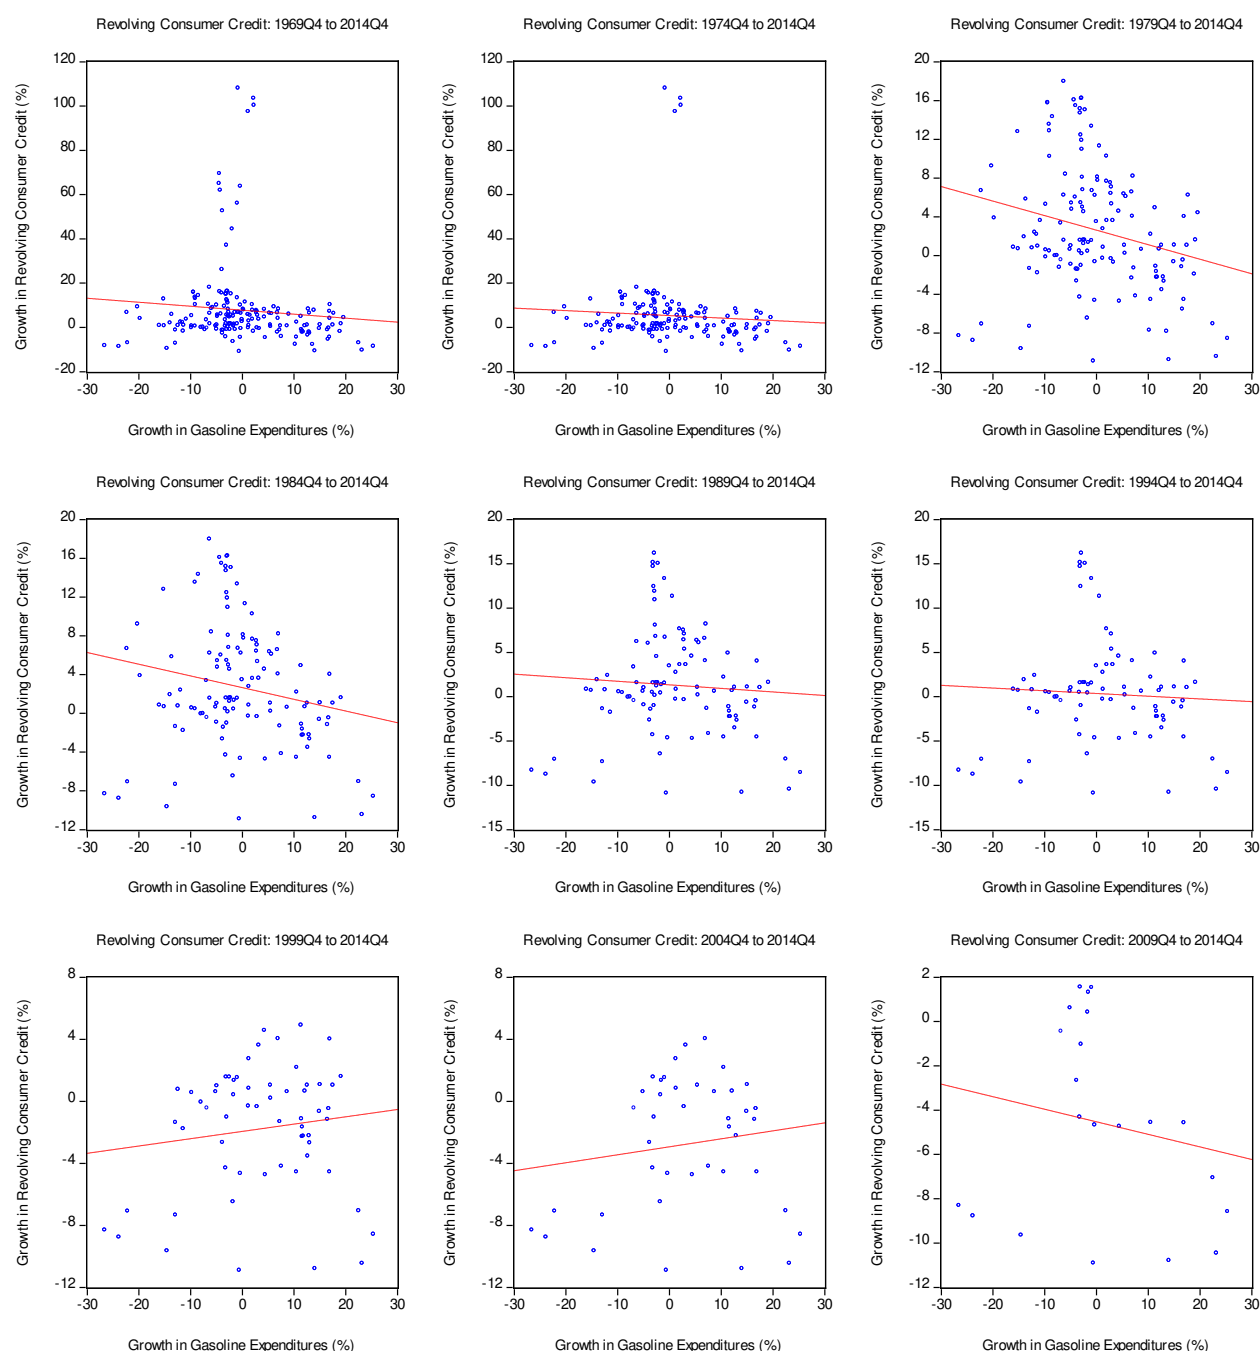 Revolving Consumer Credit: 1969Q4 to 2014Q4
Growth in Revolving Consumer Credit (%)
120
100
80
60
40
20
0
-20
-30 -20 -10 0 10 20 30
Growth in Gasoline Expenditures (%)
Revolving Consumer Credit: 1974Q4 to 2014Q4
Growth in Revolving Consumer Credit (%)
120
100
80
60
40
20
0
-20
-30 -20 -10 0 10 20 30
Growth in Gasoline Expenditures (%)
Revolving Consumer Credit: 1979Q4 to 2014Q4
Growth in Revolving Consumer Credit (%)
20
16
12
8
4
0
-4
-8
-12
-30 -20 -10 0 10 20 30
Growth in Gasoline Expenditures (%)
Revolving Consumer Credit: 1984Q4 to 2014Q4
Growth in Revolving Consumer Credit (%)
20
16
12
8
4
0
-4
-8
-12
-30 -20 -10 0 10 20 30
Growth in Gasoline Expenditures (%)
Revolving Consumer Credit: 1989Q4 to 2014Q4
Growth in Revolving Consumer Credit (%)
20
15
10
5
0
-5
-10
-15
-30 -20 -10 0 10 20 30
Growth in Gasoline Expenditures (%)
Revolving Consumer Credit: 1994Q4 to 2014Q4
Growth in Revolving Consumer Credit (%)
20
15
10
5
0
-5
-10
-15
-30 -20 -10 0 10 20 30
Growth in Gasoline Expenditures (%)
Revolving Consumer Credit: 1999Q4 to 2014Q4
Growth in Revolving Consumer Credit (%)
8
4
0
-4
-8
-12
-30 -20 -10 0 10 20 30
Growth in Gasoline Expenditures (%)
Revolving Consumer Credit: 2004Q4 to 2014Q4
Growth in Revolving Consumer Credit (%)
8
4
0
-4
-8
-12
-30 -20 -10 0 10 20 30
Growth in Gasoline Expenditures (%)
Revolving Consumer Credit: 2009Q4 to 2014Q4
Growth in Revolving Consumer Credit (%)
2
0
-2
-4
-6
-8
-10
-12
-30 -20 -10 0 10 20 30
Growth in Gasoline Expenditures (%)